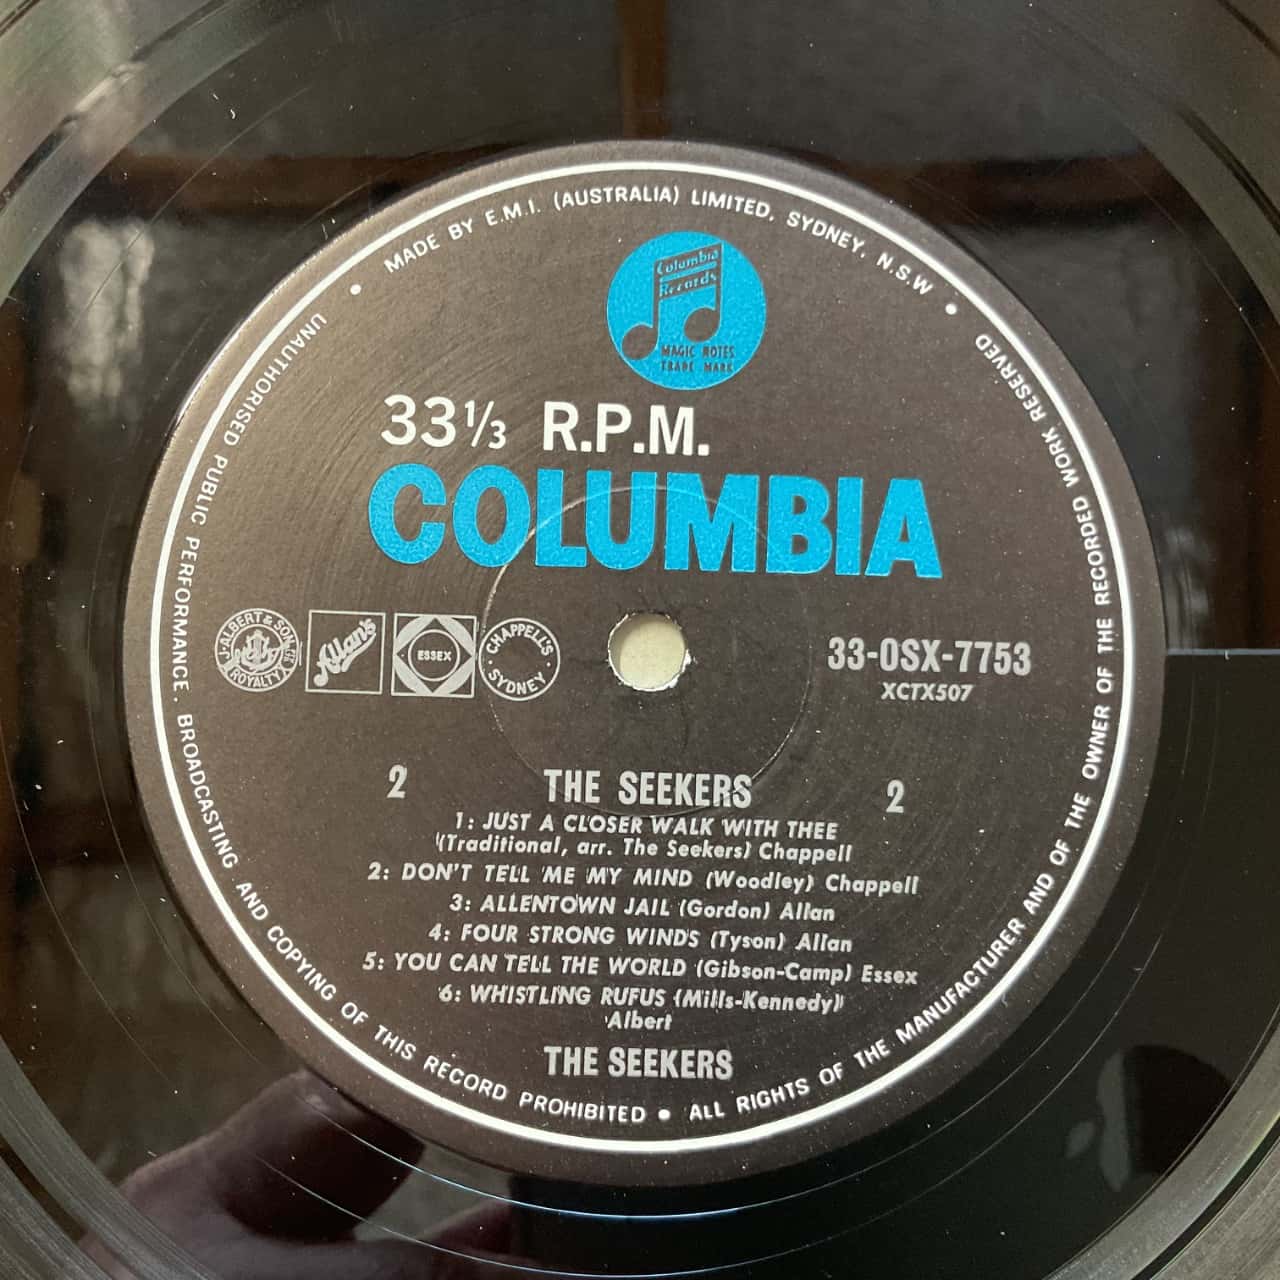 MADE BY E.M.I. (AUSTRALIA) LIMITED, SYDNEY, N.S.W
Columbia
Records
MAGIC NOTES
TRADE MARK
33⅓ R.P.M.
COLUMBIA
J. ALBERT & SON
ROYALTY
Allan's
ESSEX
CHAPPELL'S
SYDNEY
33-OSX-7753
XCTX507
2 THE SEEKERS 2
1: JUST A CLOSER WALK WITH THEE
(Traditional, arr. The Seekers) Chappell
2: DON'T TELL ME MY MIND (Woodley) Chappell
3: ALLENTOWN JAIL (Gordon) Allan
4: FOUR STRONG WINDS (Tyson) Allan
5: YOU CAN TELL THE WORLD (Gibson-Camp) Essex
6: WHISTLING RUFUS (Mills-Kennedy)
Albert
THE SEEKERS
UNAUTHORISED PUBLIC PERFORMANCE. BROADCASTING AND COPYING OF THIS RECORD PROHIBITED • ALL RIGHTS OF THE MANUFACTURER AND OF THE OWNER OF THE RECORDED WORK RESERVED